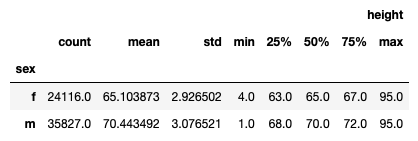 height
count mean std min 25% 50% 75% max
sex
f 24116.0 65.103873 2.926502 4.0 63.0 65.0 67.0 95.0
m 35827.0 70.443492 3.076521 1.0 68.0 70.0 72.0 95.0